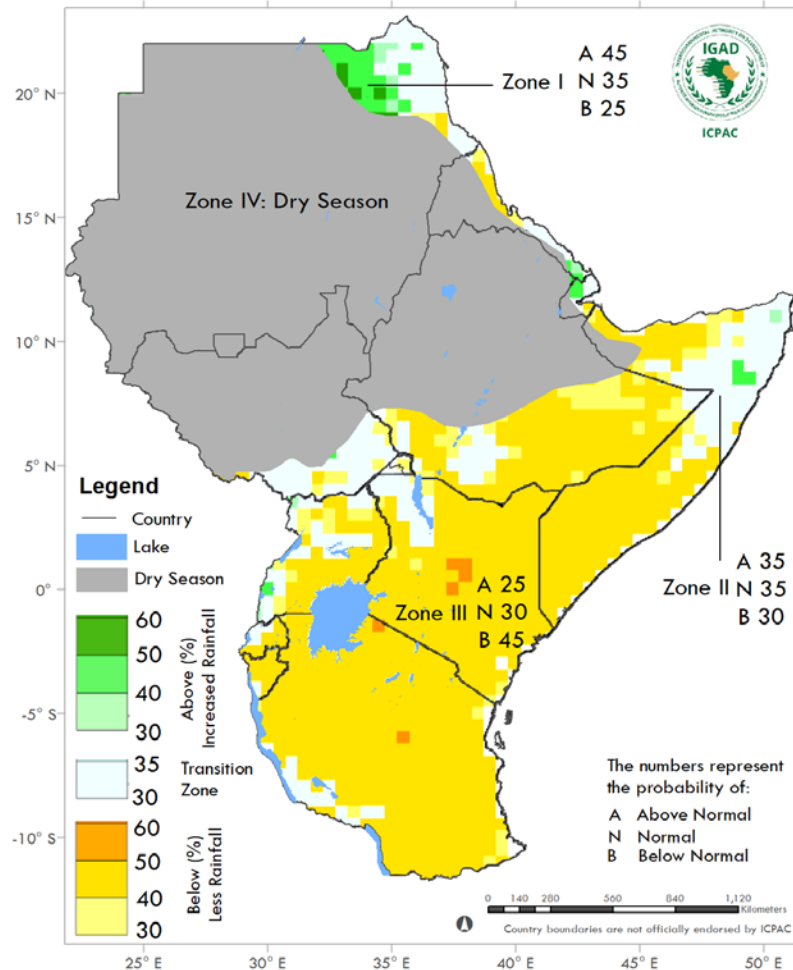 IGAD
ICPAC
A 45
Zone I N 35
B 25
Zone IV: Dry Season
A 35
Zone II N 35
B 30
A 25
Zone III N 30
B 45
20° N
15° N
10° N
5° N
0°
-5° S
-10° S
25° E
30° E
35° E
40° E
45° E
50° E
Legend
Country
Lake
Dry Season
60
50
40
30
Above (%)
Increased Rainfall
35
30
Transition
Zone
60
50
40
30
Below (%)
Less Rainfall
The numbers represent
the probability of:
A Above Normal
N Normal
B Below Normal
0 140 280 560 840 1,120
Kilometers
Country boundaries are not officially endorsed by ICPAC